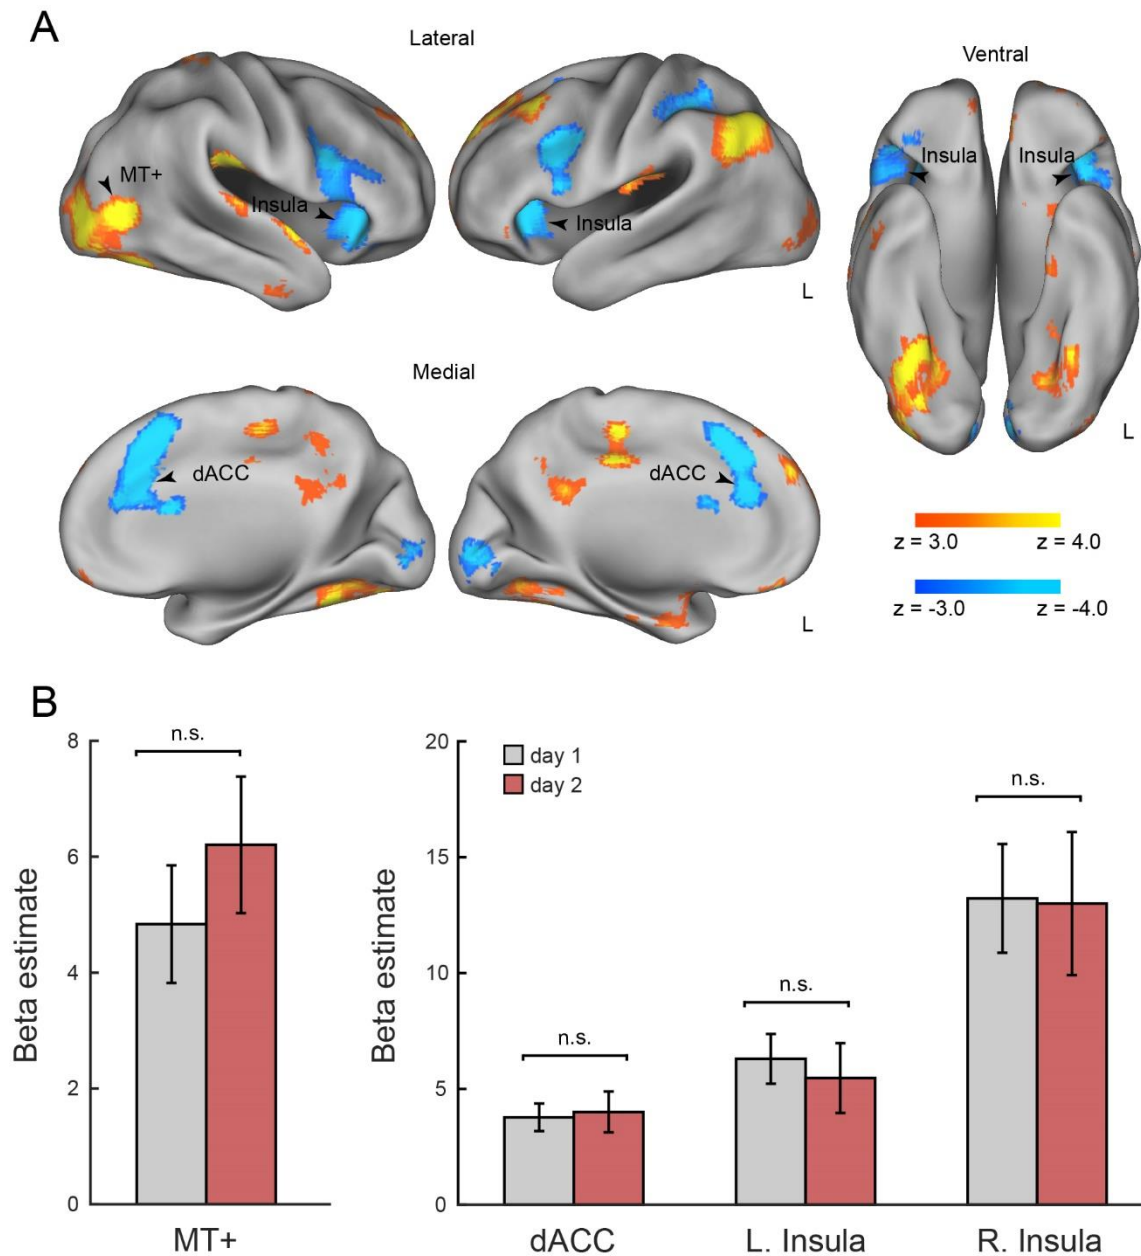 A
Lateral
Ventral
MT+
Insula
Insula
Insula
Insula
L
Medial
L
dACC
dACC
z = 3.0
z = 4.0
z = -3.0
z = -4.0
L
B
8
6
4
2
0
Beta estimate
n.s.
MT+
20
15
10
5
0
Beta estimate
day 1
day 2
n.s.
n.s.
n.s.
dACC
L. Insula
R. Insula